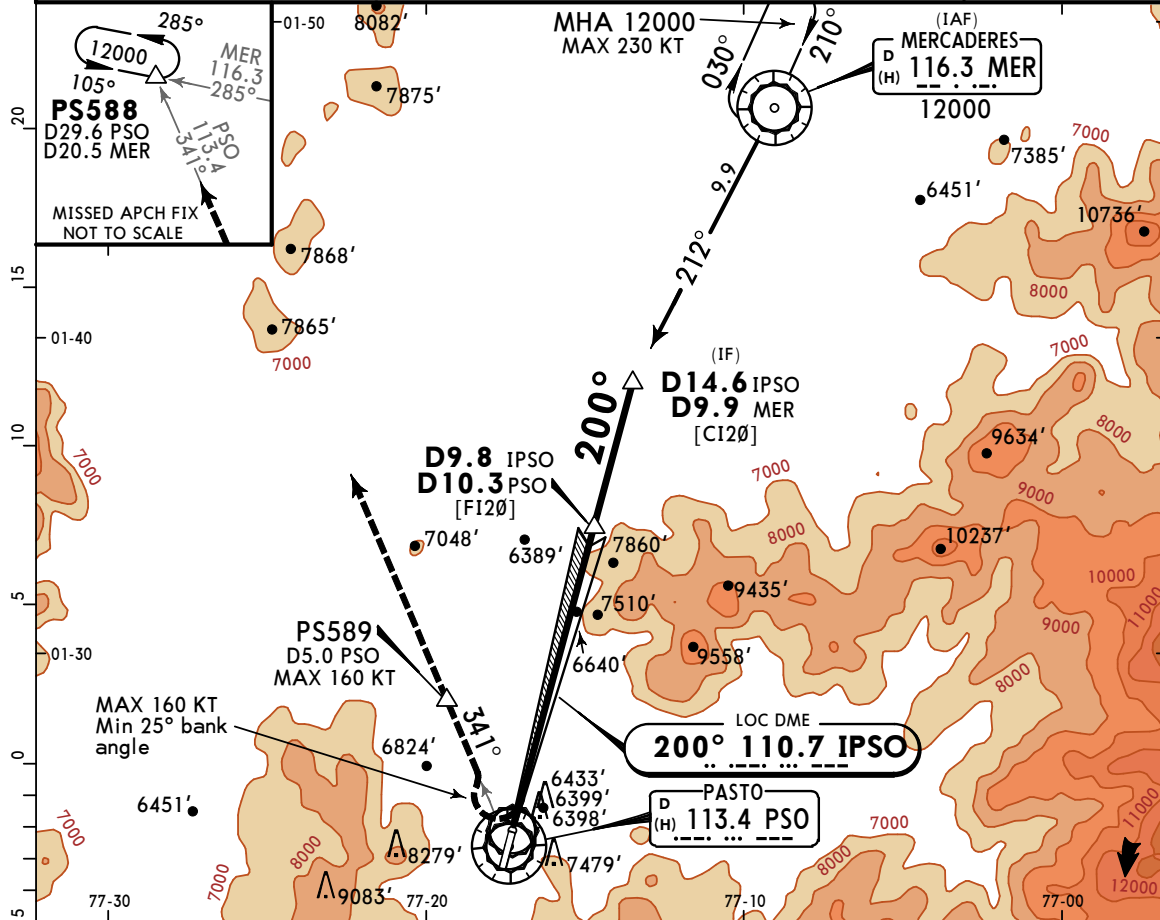 285°
12000
105°
MER
116.3
285°
PS588
D29.6 PSO
D20.5 MER
PSO
113.4
341°
MISSED APCH FIX
NOT TO SCALE
01-50
8082′
7875′
7868′
7865′
7000
01-40
20
15
10
5
0
5
MHA 12000
MAX 230 KT
030°
210°
(IAF)
MERCADERES
D
(H) 116.3 MER
12000
7385′
7000
6451′
10736′
8000
9.9
212°
(IF)
D14.6 IPSO
D9.9 MER
[CI20̸]
200°
7000
8000
9634′
9000
7000
8000
D9.8 IPSO
D10.3 PSO
[FI20̸]
7000
7048′
6389′
7860′
10237′
7510′
9435′
10000
11000
9000
9558′
6640′
8000
PS589
D5.0 PSO
MAX 160 KT
01-30
MAX 160 KT
Min 25° bank
angle
341°
LOC DME
200° 110.7 IPSO
6824′
6451′
6433′
6399′
6398′
PASTO
D
(H) 113.4 PSO
7000
8000
7000
8279′
9083′
7479′
7000
8000
11000
12000
77-30
77-20
77-10
77-00